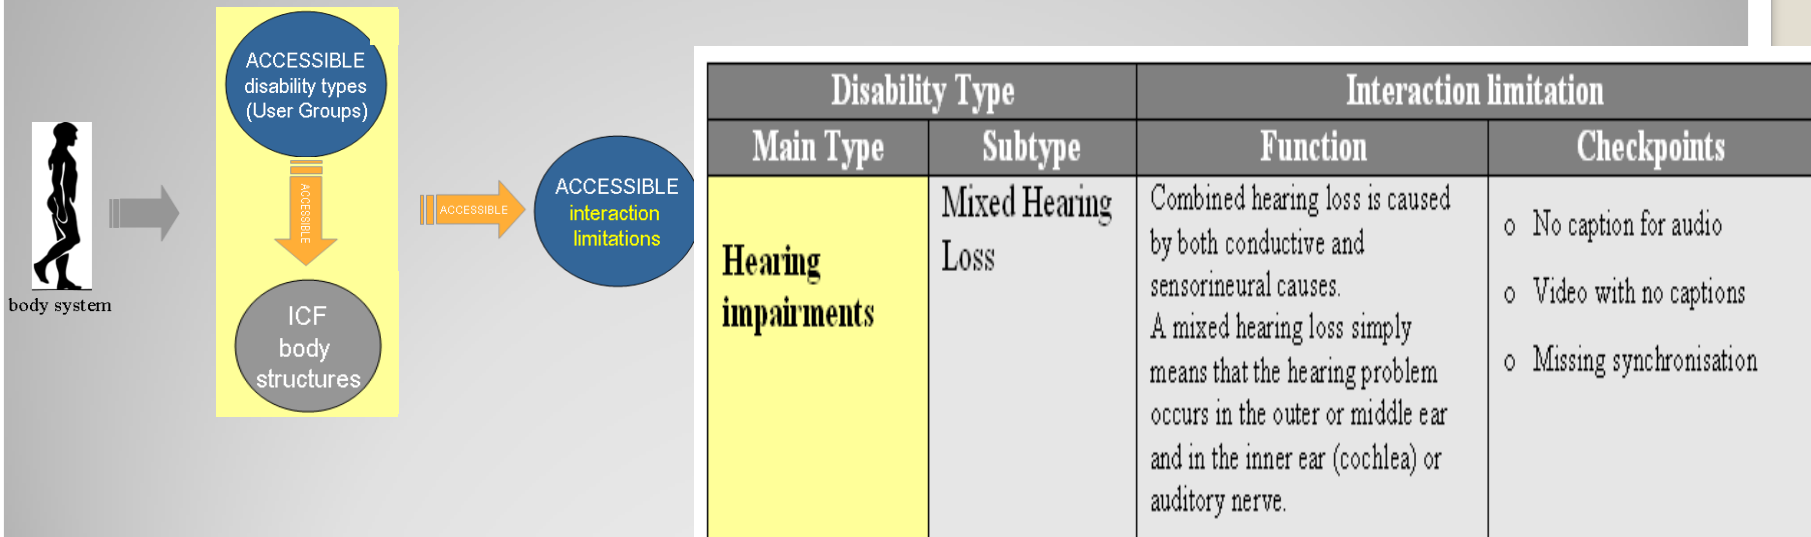 body system
ACCESSIBLE
disability types
(User Groups)
ACCESSIBLE
ICF
body
structures
ACCESSIBLE
ACCESSIBLE
interaction
limitations
Disability Type
Interaction limitation
Main Type
Subtype
Function
Checkpoints
Hearing
impairments
Mixed Hearing
Loss
Combined hearing loss is caused
by both conductive and
sensorineural causes.
A mixed hearing loss simply
means that the hearing problem
occurs in the outer or middle ear
and in the inner ear (cochlea) or
auditory nerve.
o No caption for audio
o Video with no captions
o Missing synchronisation